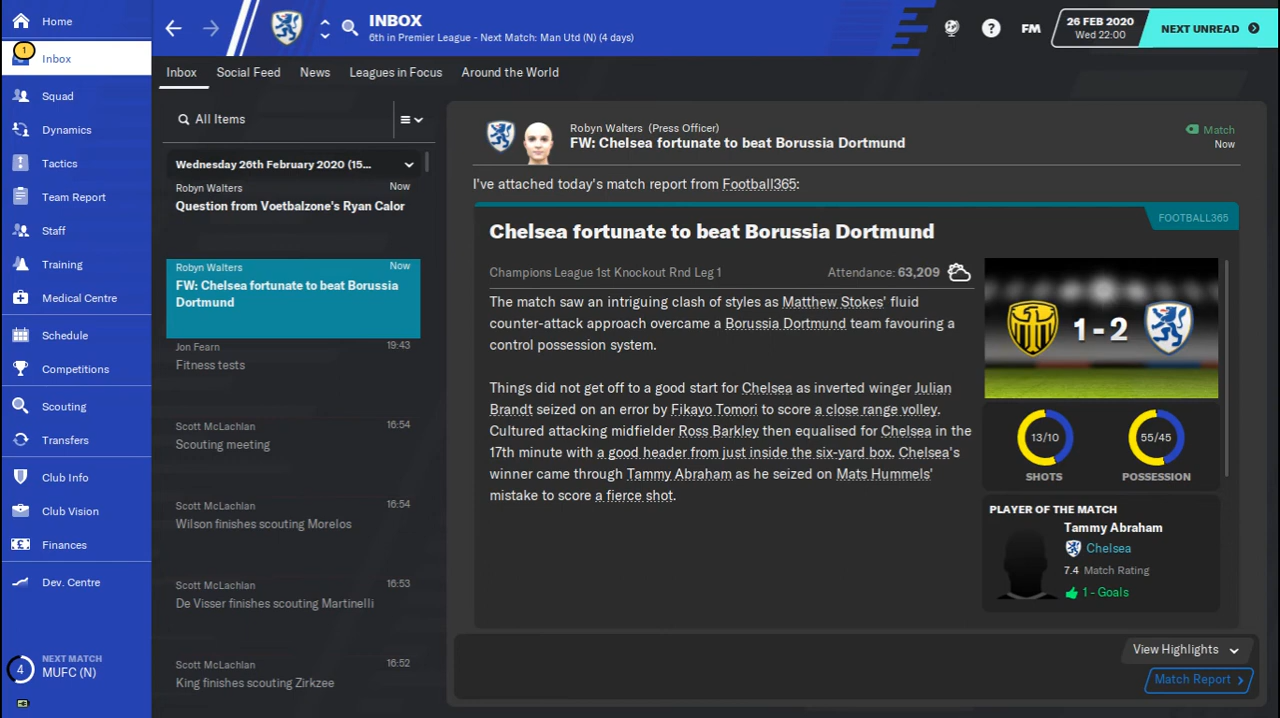 Home
1
Inbox
Squad
Dynamics
Tactics
Team Report
Staff
Training
Medical Centre
Schedule
Competitions
Scouting
Transfers
Club Info
Club Vision
Finances
Dev. Centre
4
NEXT MATCH
MUFC (N)
INBOX
6th in Premier League - Next Match: Man Utd (N) (4 days)
?
FM
26 FEB 2020
Wed 22:00
NEXT UNREAD
Inbox
Social Feed
News
Leagues in Focus
Around the World
All Items
Wednesday 26th February 2020 (15...
Robyn Walters
Now
Question from Voetbalzone's Ryan Calor
Robyn Walters
Now
FW: Chelsea fortunate to beat Borussia
Dortmund
Jon Fearn
19:43
Fitness tests
Scott McLachlan
16:54
Scouting meeting
Scott McLachlan
16:54
Wilson finishes scouting Morelos
Scott McLachlan
16:53
De Visser finishes scouting Martinelli
Scott McLachlan
16:52
King finishes scouting Zirkzee
Robyn Walters (Press Officer)
FW: Chelsea fortunate to beat Borussia Dortmund
Match
Now
I've attached today's match report from Football365:
FOOTBALL365
Chelsea fortunate to beat Borussia Dortmund
Champions League 1st Knockout Rnd Leg 1
Attendance: 63,209
The match saw an intriguing clash of styles as Matthew Stokes' fluid
counter-attack approach overcame a Borussia Dortmund team favouring a
control possession system.
Things did not get off to a good start for Chelsea as inverted winger Julian
Brandt seized on an error by Fikayo Tomori to score a close range volley.
Cultured attacking midfielder Ross Barkley then equalised for Chelsea in the
17th minute with a good header from just inside the six-yard box. Chelsea's
winner came through Tammy Abraham as he seized on Mats Hummels'
mistake to score a fierce shot.
1 - 2
13/10
SHOTS
55/45
POSSESSION
PLAYER OF THE MATCH
Tammy Abraham
Chelsea
7.4 Match Rating
1 - Goals
View Highlights
Match Report